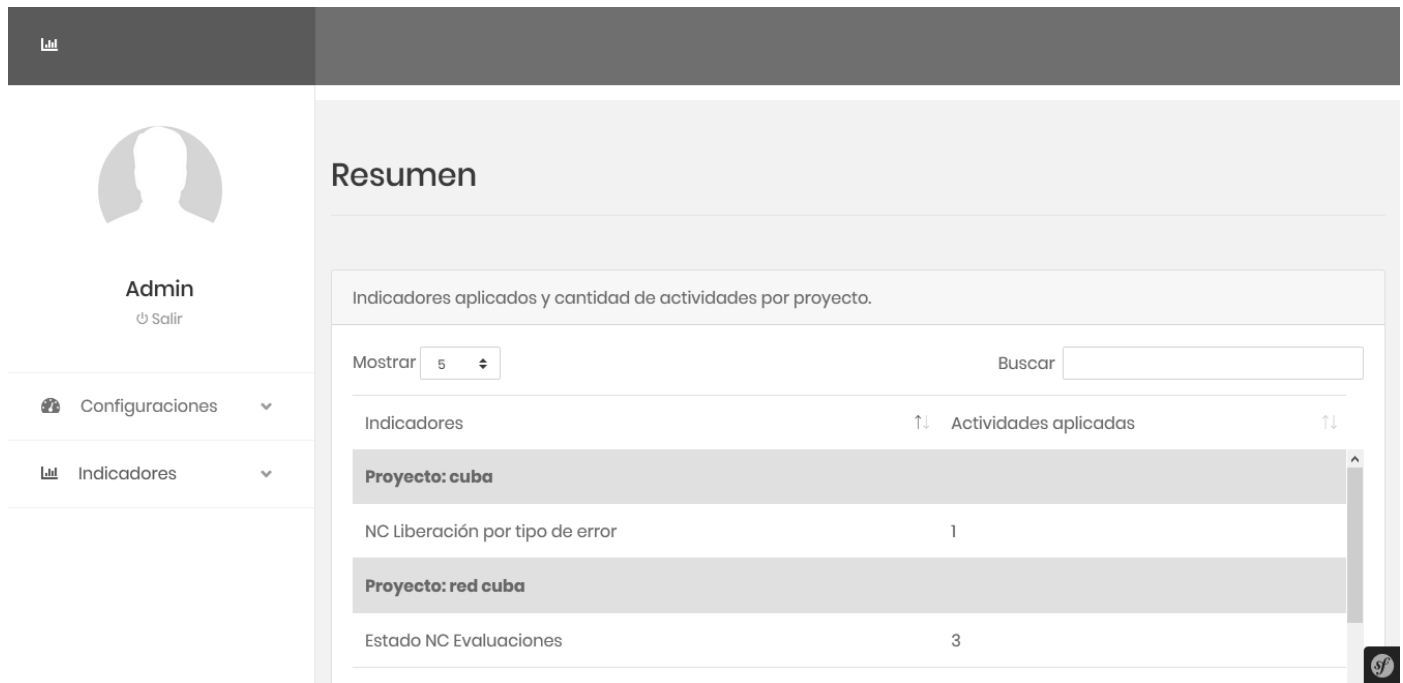 Resumen
Admin
Salir
Configuraciones
Indicadores
Indicadores aplicados y cantidad de actividades por proyecto.
Mostrar 5 Buscar
Indicadores Actividades aplicadas
Proyecto: cuba
NC Liberación por tipo de error 1
Proyecto: red cuba
Estado NC Evaluaciones 3
sf